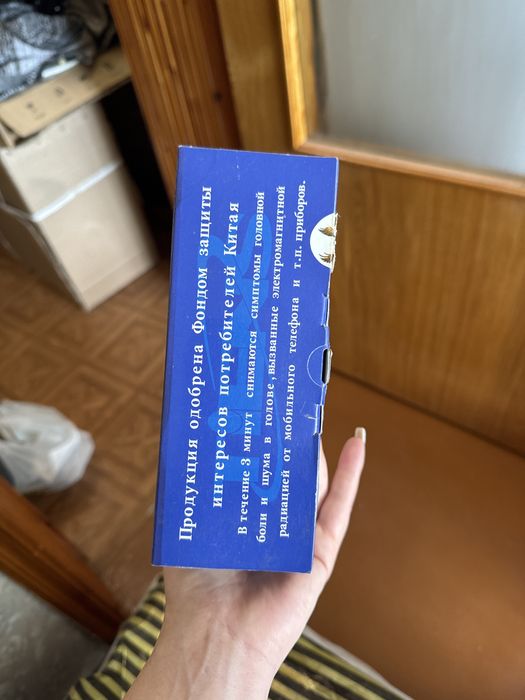 Продукция одобрена Фондом защиты
интересов потребителей Китая
В течение 3 минут снимаются симптомы головной
боли и шума в голове, вызванные электромагнитной
радиацией от мобильного телефона и т.п. приборов.